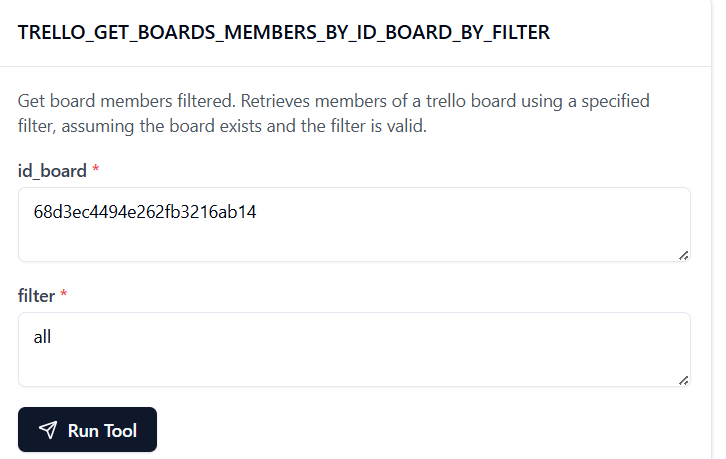 TRELLO_GET_BOARDS_MEMBERS_BY_ID_BOARD_BY_FILTER
Get board members filtered. Retrieves members of a trello board using a specified
filter, assuming the board exists and the filter is valid.
id_board *
68d3ec4494e262fb3216ab14
filter *
all
Run Tool